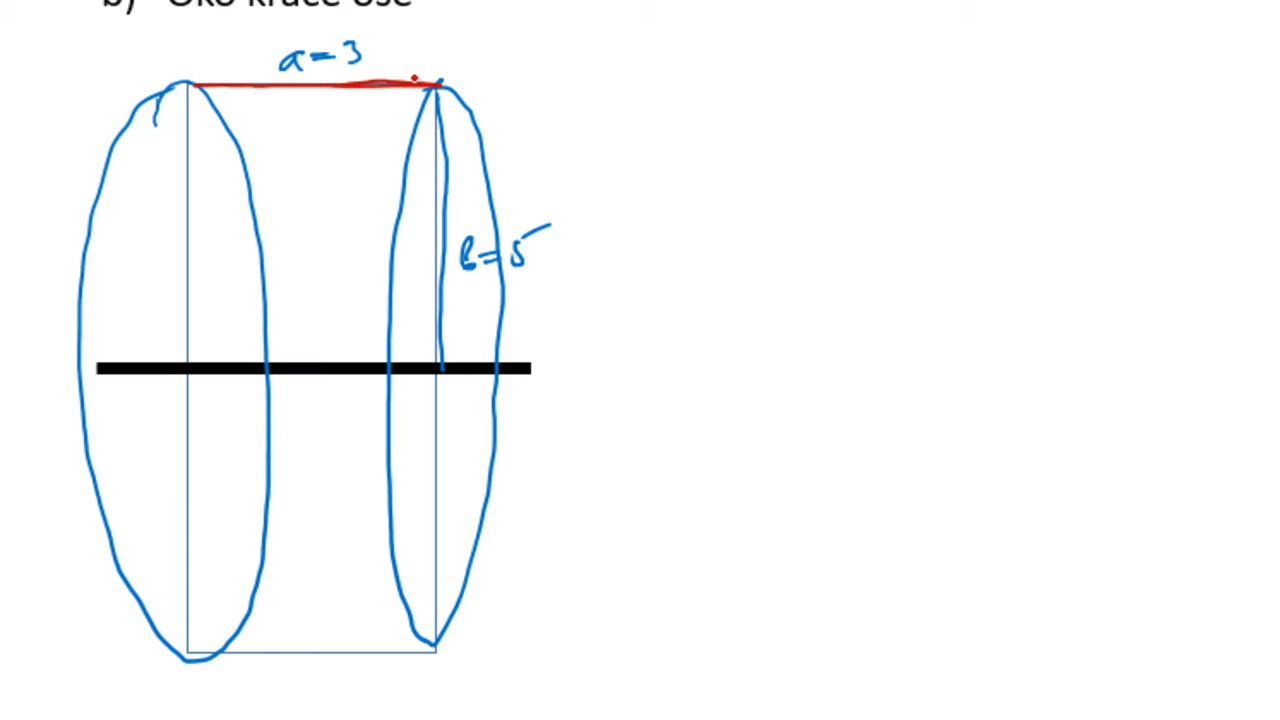 b) Oko kraće ose
a = 3
B = 5